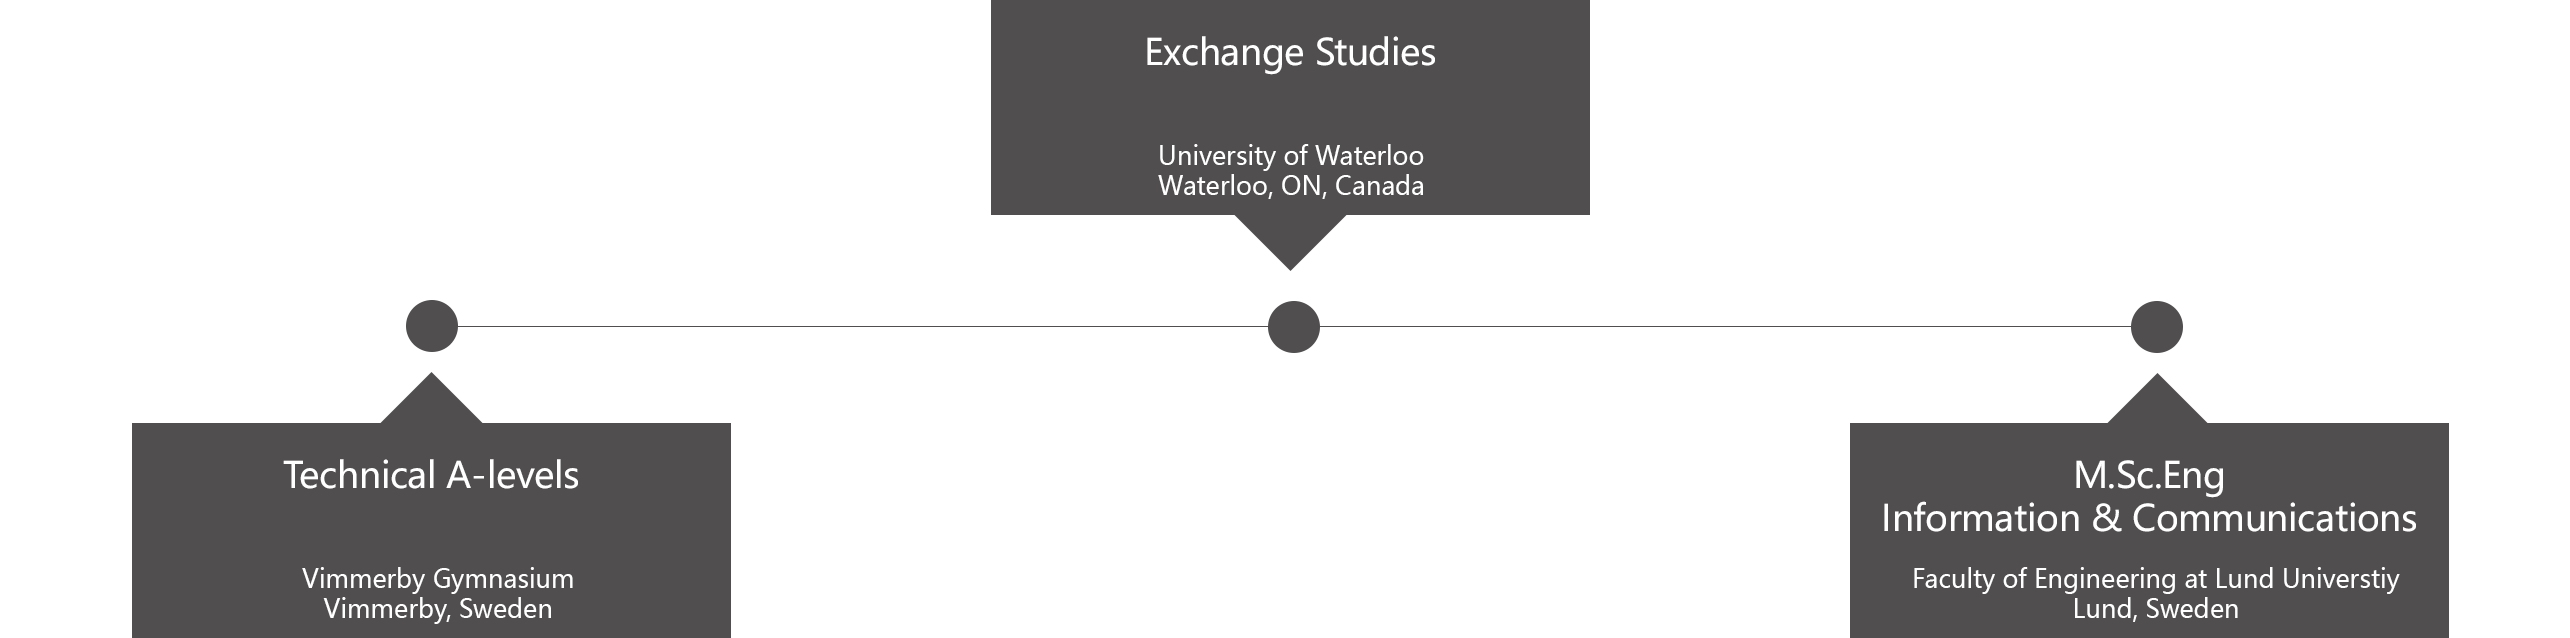 Exchange Studies
University of Waterloo
Waterloo, ON, Canada
Technical A-levels
Vimmerby Gymnasium
Vimmerby, Sweden
M.Sc.Eng
Information & Communications
Faculty of Engineering at Lund Universtiy
Lund, Sweden